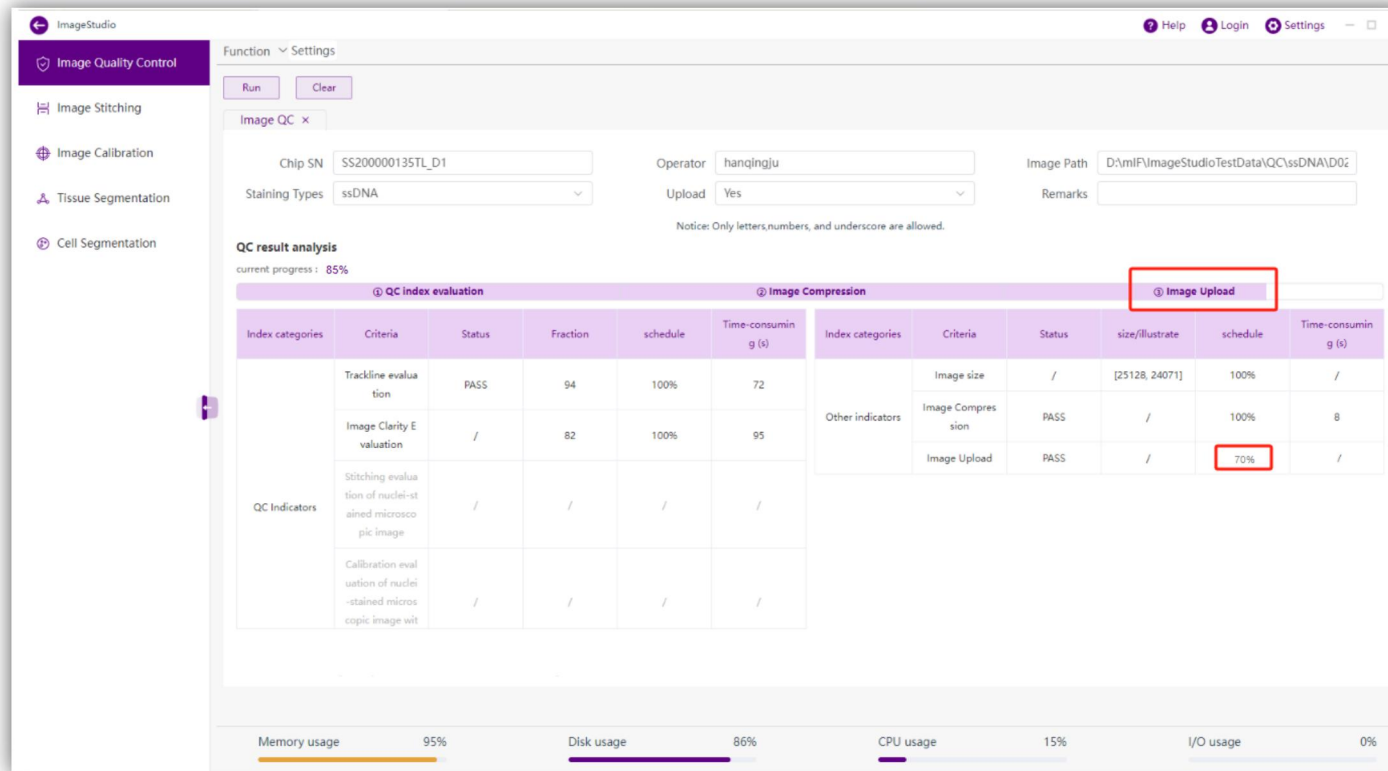 ImageStudio
Help
Login
Settings
Image Quality Control
Image Stitching
Image Calibration
Tissue Segmentation
Cell Segmentation
Function
Settings
Run
Clear
Image QC ×
Chip SN
SS200000135TL_D1
Operator
hanqingju
Image Path
D:\mIF\ImageStudioTestData\QC\ssDNA\D02
Staining Types
ssDNA
Upload
Yes
Remarks
Notice: Only letters,numbers, and underscore are allowed.
QC result analysis
current progress : 85%
① QC index evaluation
② Image Compression
③ Image Upload
Index categories
Criteria
Status
Fraction
schedule
Time-consumin
g (s)
QC Indicators
Trackline evalua
tion
PASS
94
100%
72
Image Clarity E
valuation
/
82
100%
95
Stitching evalua
tion of nuclei-st
ained microsco
pic image
/
/
/
/
Calibration eval
uation of nuclei
-stained micros
copic image wit
/
/
/
/
Index categories
Criteria
Status
size/illustrate
schedule
Time-consumin
g (s)
Other indicators
Image size
/
[25128, 24071]
100%
/
Image Compres
sion
PASS
/
100%
8
Image Upload
PASS
/
70%
/
Memory usage
95%
Disk usage
86%
CPU usage
15%
I/O usage
0%